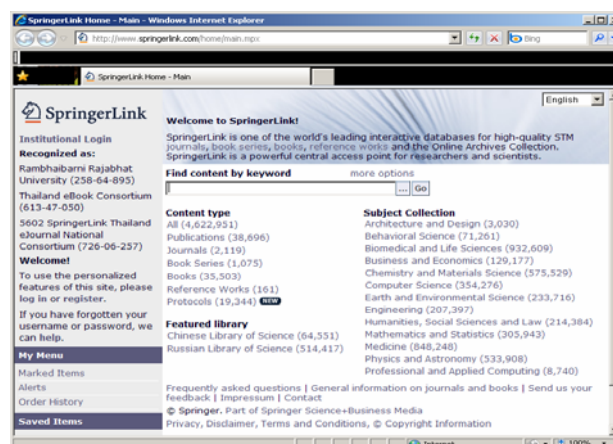 SpringerLink Home - Main - Windows Internet Explorer
http://www.springerlink.com/home/main.mpx
Bing
SpringerLink Home - Main
English
SpringerLink
Institutional Login
Recognized as:
Rambhaibarni Rajabhat
University (258-64-895)
Thailand eBook Consortium
(613-47-050)
5602 SpringerLink Thailand
eJournal National
Consortium (726-06-257)
Welcome!
To use the personalized
features of this site, please
log in or register.
If you have forgotten your
username or password, we
can help.
My Menu
Marked Items
Alerts
Order History
Saved Items
Welcome to SpringerLink!
SpringerLink is one of the world's leading interactive databases for high-quality STM
journals, book series, books, reference works and the Online Archives Collection.
SpringerLink is a powerful central access point for researchers and scientists.
Find content by keyword more options
... Go
Content type
All (4,622,951)
Publications (38,696)
Journals (2,119)
Book Series (1,075)
Books (35,503)
Reference Works (161)
Protocols (19,344) NEW
Featured library
Chinese Library of Science (64,551)
Russian Library of Science (514,417)
Subject Collection
Architecture and Design (3,030)
Behavioral Science (71,261)
Biomedical and Life Sciences (932,609)
Business and Economics (129,177)
Chemistry and Materials Science (575,529)
Computer Science (354,276)
Earth and Environmental Science (233,716)
Engineering (207,397)
Humanities, Social Sciences and Law (214,384)
Mathematics and Statistics (305,943)
Medicine (848,248)
Physics and Astronomy (533,908)
Professional and Applied Computing (8,740)
Frequently asked questions | General information on journals and books | Send us your
feedback | Impressum | Contact
© Springer. Part of Springer Science+Business Media
Privacy, Disclaimer, Terms and Conditions, © Copyright Information
Internet
100%